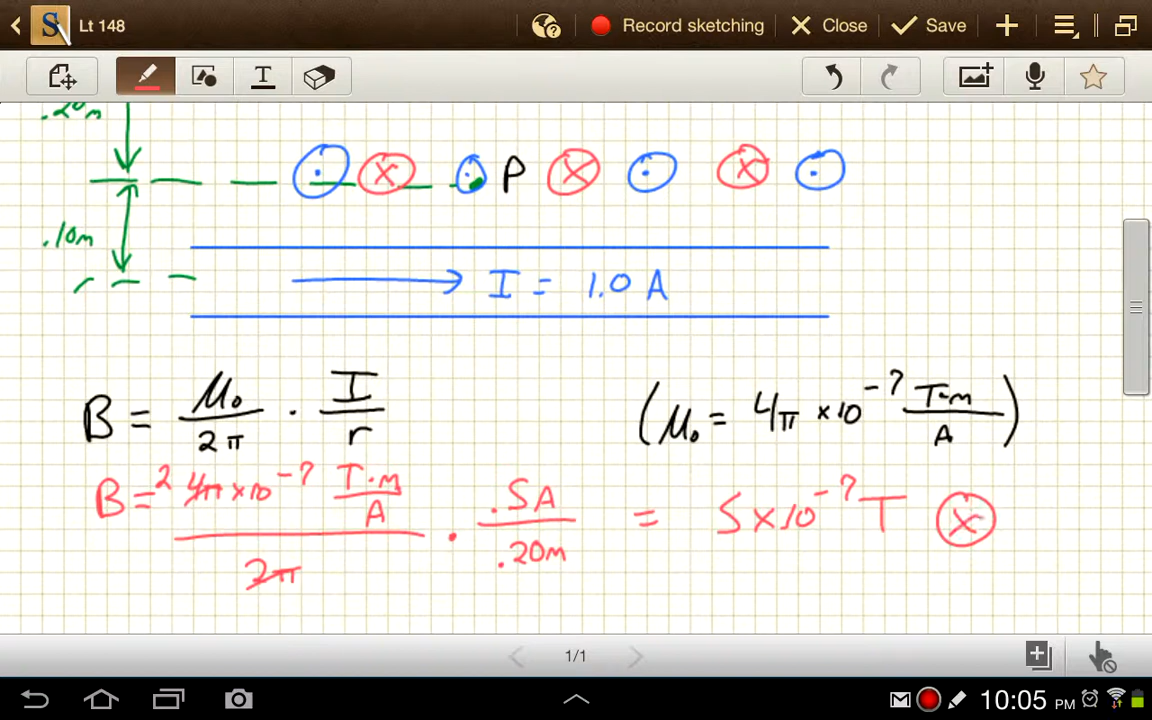 S Lt 148 Record sketching Close Save
T
.20m
P
.10m
I = 1.0 A
B = μ₀/2π · I/r (μ₀ = 4π × 10⁻⁷ T·m/A)
B = ² 4π × 10⁻⁷ T·m/A / 2π · .5A/.20m = 5 × 10⁻⁷ T ⓧ
1/1
10:05 PM